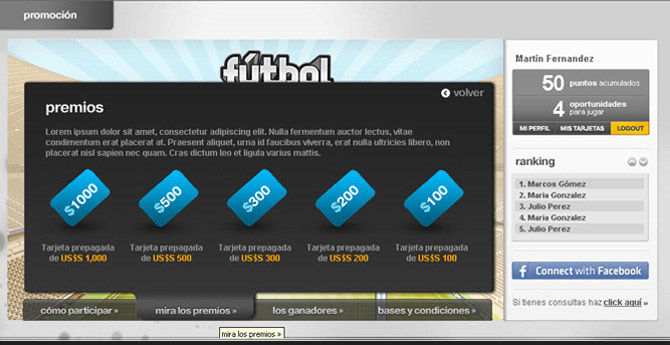 promoción
fútbol
volver
premios
Lorem ipsum dolor sit amet, consectetur adipiscing elit. Nulla fermentum auctor lectus, vitae
condimentum erat placerat at. Praesent aliquet, urna id faucibus viverra, erat nulla ultricies libero, non
placerat nisl sapien nec quam. Cras dictum leo et ligula varius mattis.
$1000
$500
$300
$200
$100
Tarjeta prepagada
de US$S 1,000
Tarjeta prepagada
de US$S 500
Tarjeta prepagada
de US$S 300
Tarjeta prepagada
de US$S 200
Tarjeta prepagada
de US$S 100
cómo participar »
mira los premios »
los ganadores »
bases y condiciones »
mira los premios »
Martín Fernandez
50 puntos acumulados
4 oportunidades
para jugar
MI PERFIL MIS TARJETAS LOGOUT
ranking
1. Marcos Gómez
2. Maria Gonzalez
3. Julio Perez
4. Maria Gonzalez
5. Julio Perez
f Connect with Facebook
Si tienes consultas haz click aquí »